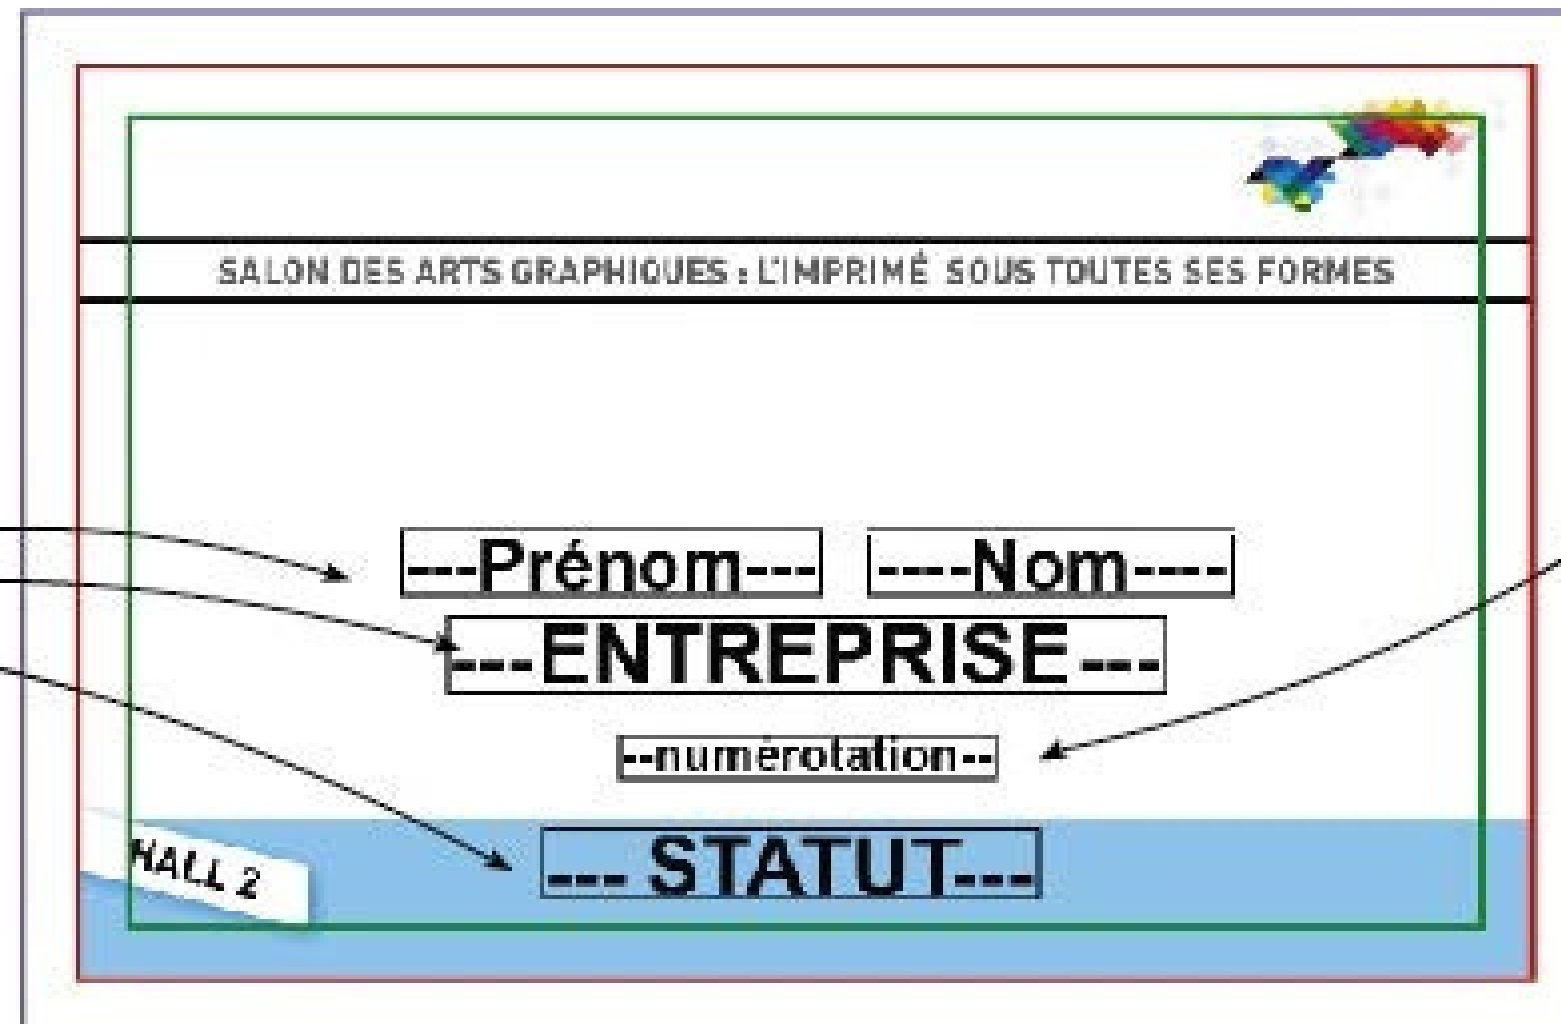 SALON DES ARTS GRAPHIQUES : L'IMPRIMÉ SOUS TOUTES SES FORMES
---Prénom--- ----Nom----
---ENTREPRISE---
--numérotation--
--- STATUT---
HALL 2